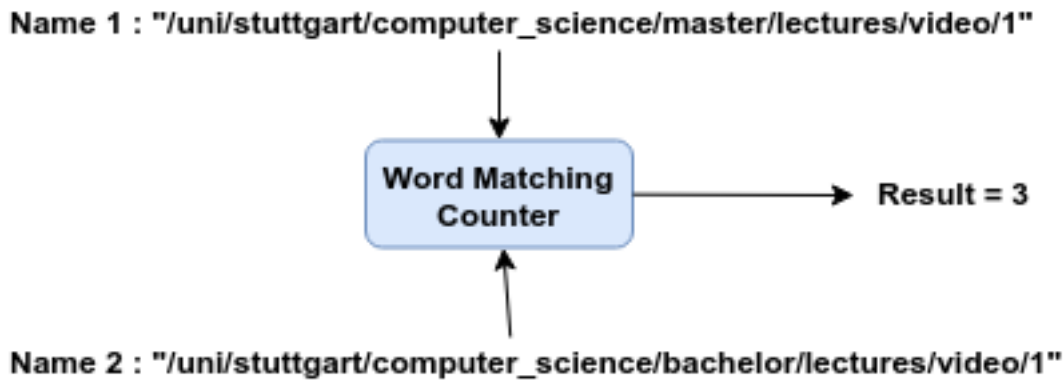 Name 1 : "/uni/stuttgart/computer_science/master/lectures/video/1"
Word Matching
Counter
Result = 3
Name 2 : "/uni/stuttgart/computer_science/bachelor/lectures/video/1"